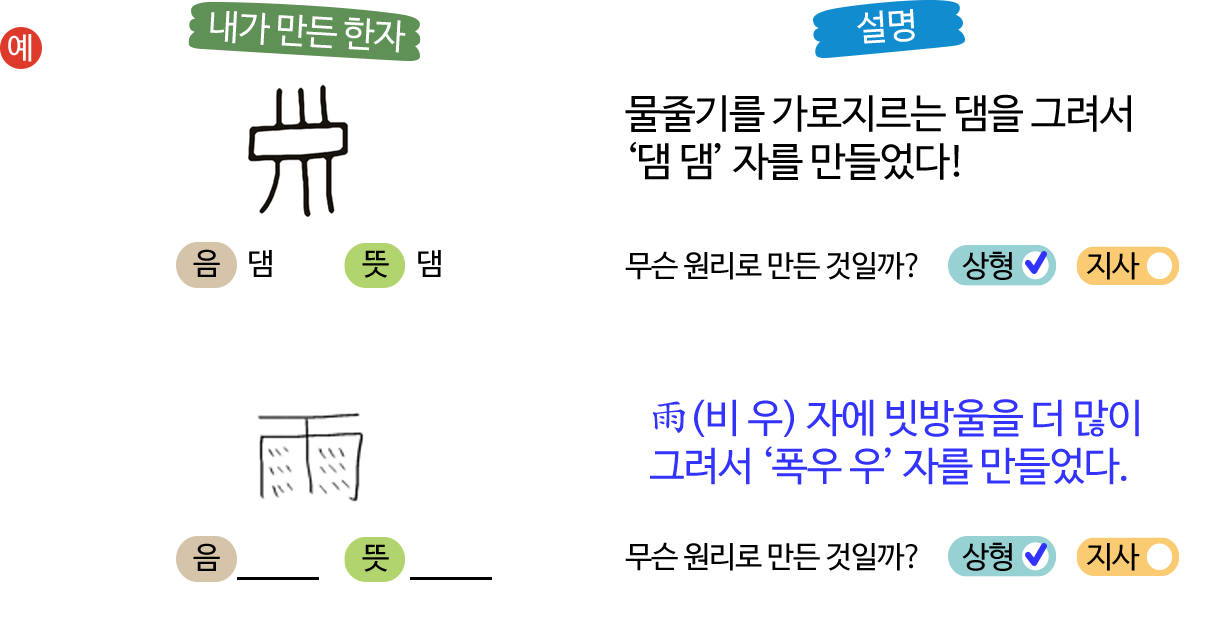 내가 만든 한자
설명
예
물줄기를 가로지르는 댐을 그려서
‘댐 댐’ 자를 만들었다!
음 댐 뜻 댐
무슨 원리로 만든 것일까? 상형 지사
雨(비 우) 자에 빗방울을 더 많이
그려서 ‘폭우 우’ 자를 만들었다.
음 뜻
무슨 원리로 만든 것일까? 상형 지사